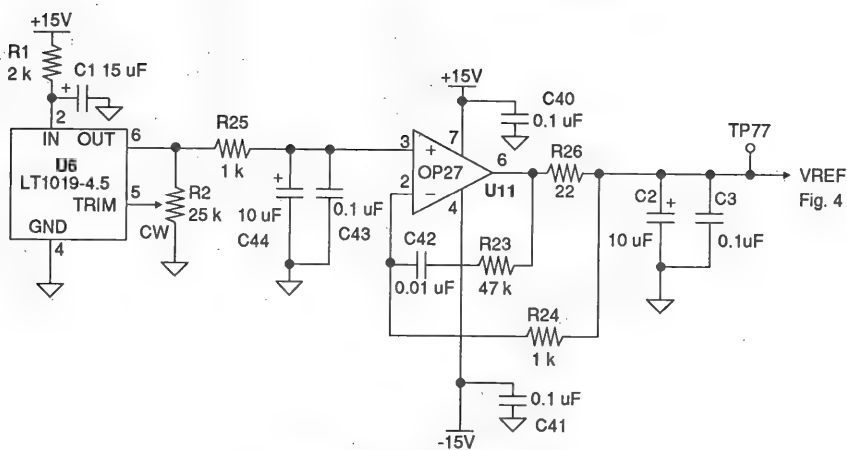 +15V
R1
2 k
C1 15 uF
+
2
IN OUT
6
U6
LT1019-4.5
5
TRIM
GND
4
R2
25 k
CW
R25
1 k
+
10 uF
C44
0.1 uF
C43
+15V
C40
0.1 uF
7
3
+
OP27
2
−
6
U11
4
R26
22
C42
0.01 uF
R23
47 k
R24
1 k
0.1 uF
C41
-15V
TP77
VREF
Fig. 4
C2
+
10 uF
C3
0.1uF